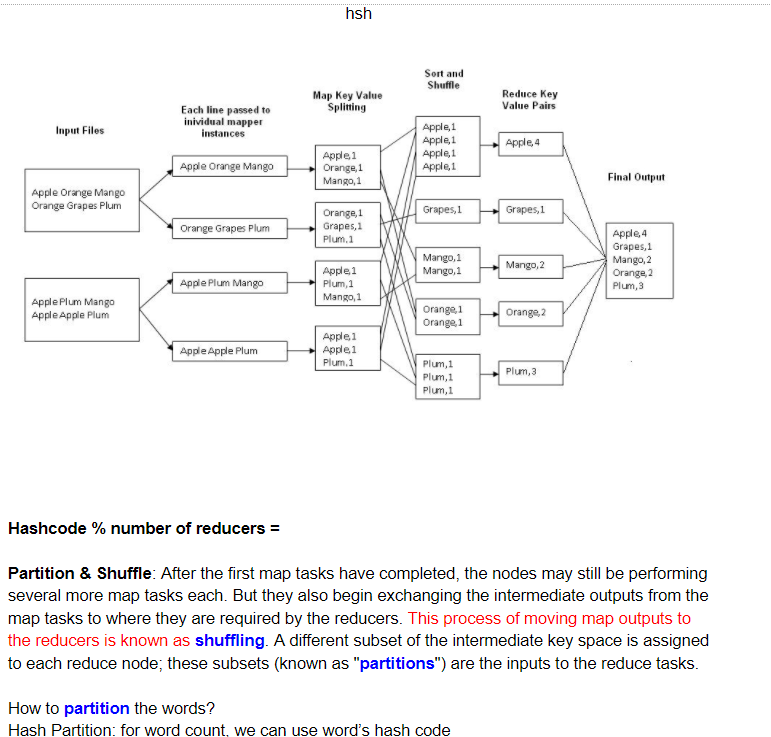 hsh
Input Files
Apple Orange Mango
Orange Grapes Plum
Apple Plum Mango
Apple Apple Plum
Each line passed to
inividual mapper
instances
Apple Orange Mango
Orange Grapes Plum
Apple Plum Mango
Apple Apple Plum
Map Key Value
Splitting
Apple,1
Orange,1
Mango,1
Orange,1
Grapes,1
Plum,1
Apple,1
Plum,1
Mango,1
Apple,1
Apple,1
Plum,1
Sort and
Shuffle
Apple,1
Apple,1
Apple,1
Apple,1
Grapes,1
Mango,1
Mango,1
Orange,1
Orange,1
Plum,1
Plum,1
Plum,1
Reduce Key
Value Pairs
Apple,4
Grapes,1
Mango,2
Orange,2
Plum,3
Final Output
Apple,4
Grapes,1
Mango,2
Orange,2
Plum,3
Hashcode % number of reducers =
Partition & Shuffle: After the first map tasks have completed, the nodes may still be performing
several more map tasks each. But they also begin exchanging the intermediate outputs from the
map tasks to where they are required by the reducers. This process of moving map outputs to
the reducers is known as shuffling. A different subset of the intermediate key space is assigned
to each reduce node; these subsets (known as "partitions") are the inputs to the reduce tasks.
How to partition the words?
Hash Partition: for word count, we can use word's hash code